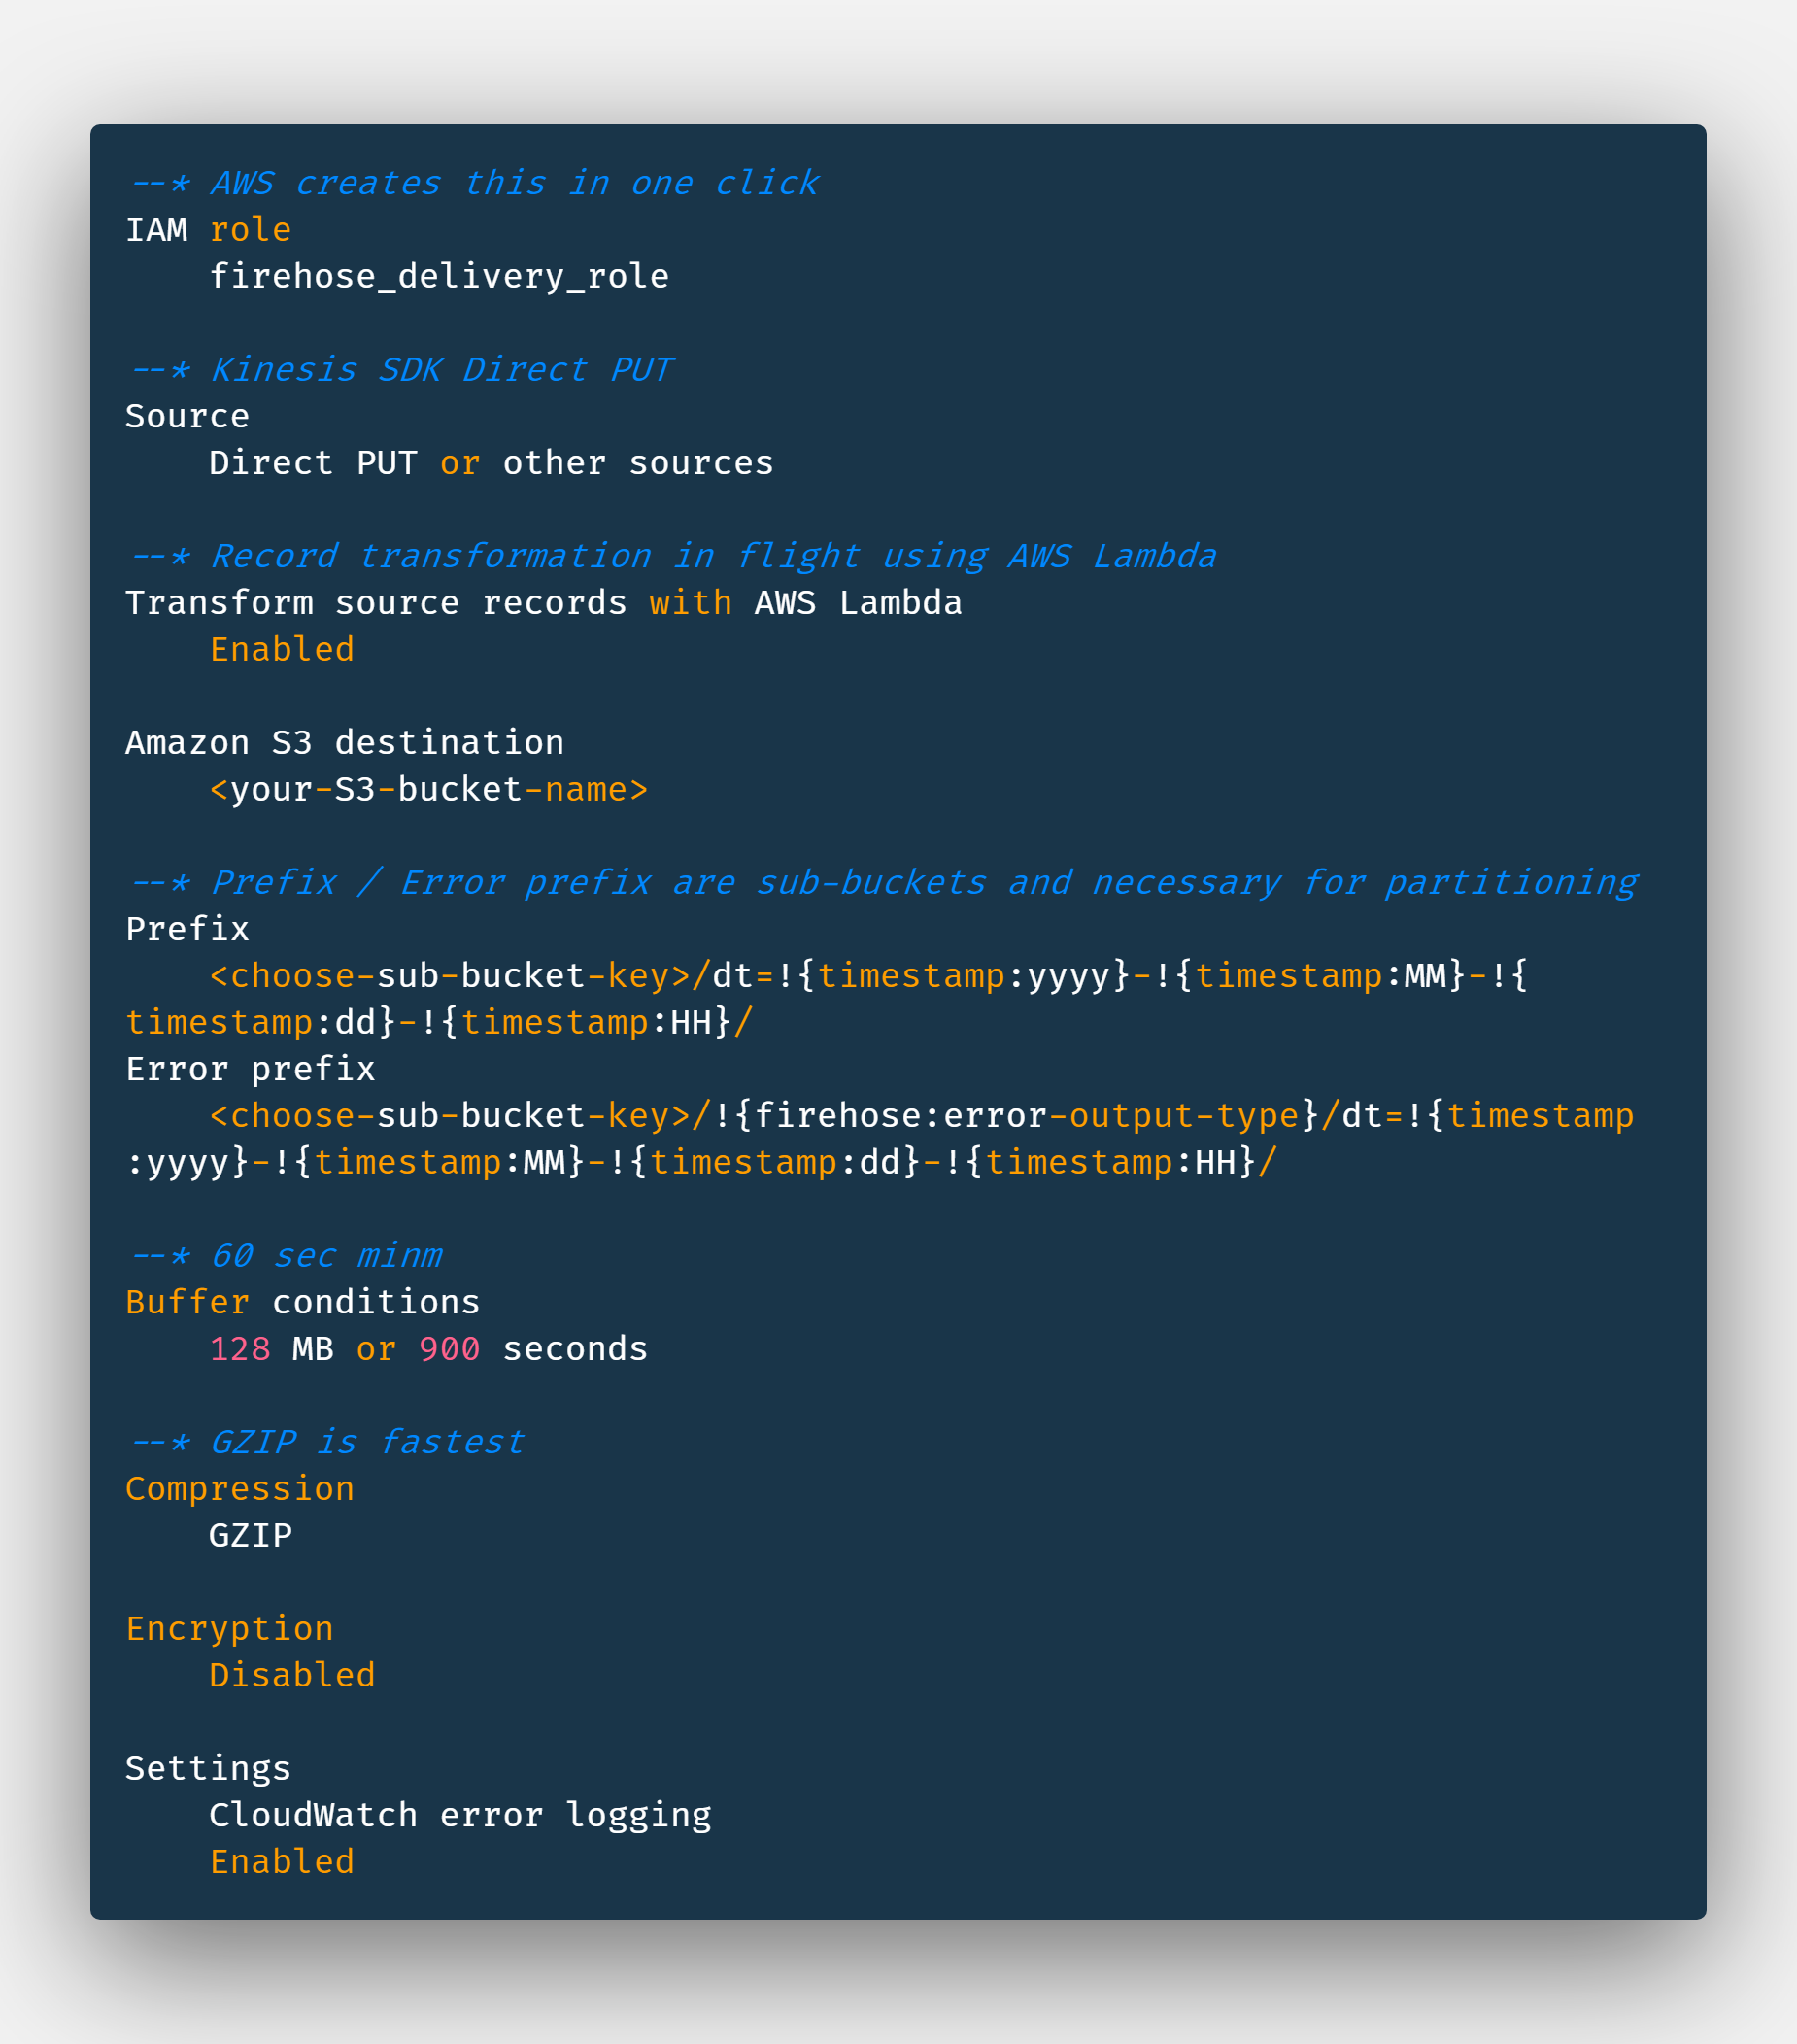 --* AWS creates this in one click
IAM role
    firehose_delivery_role

--* Kinesis SDK Direct PUT
Source
    Direct PUT or other sources

--* Record transformation in flight using AWS Lambda
Transform source records with AWS Lambda
    Enabled

Amazon S3 destination
    <your-S3-bucket-name>

--* Prefix / Error prefix are sub-buckets and necessary for partitioning
Prefix
    <choose-sub-bucket-key>/dt=!{timestamp:yyyy}-!{timestamp:MM}-!{
timestamp:dd}-!{timestamp:HH}/
Error prefix
    <choose-sub-bucket-key>/!{firehose:error-output-type}/dt=!{timestamp
:yyyy}-!{timestamp:MM}-!{timestamp:dd}-!{timestamp:HH}/

--* 60 sec minm
Buffer conditions
    128 MB or 900 seconds

--* GZIP is fastest
Compression
    GZIP

Encryption
    Disabled

Settings
    CloudWatch error logging
    Enabled